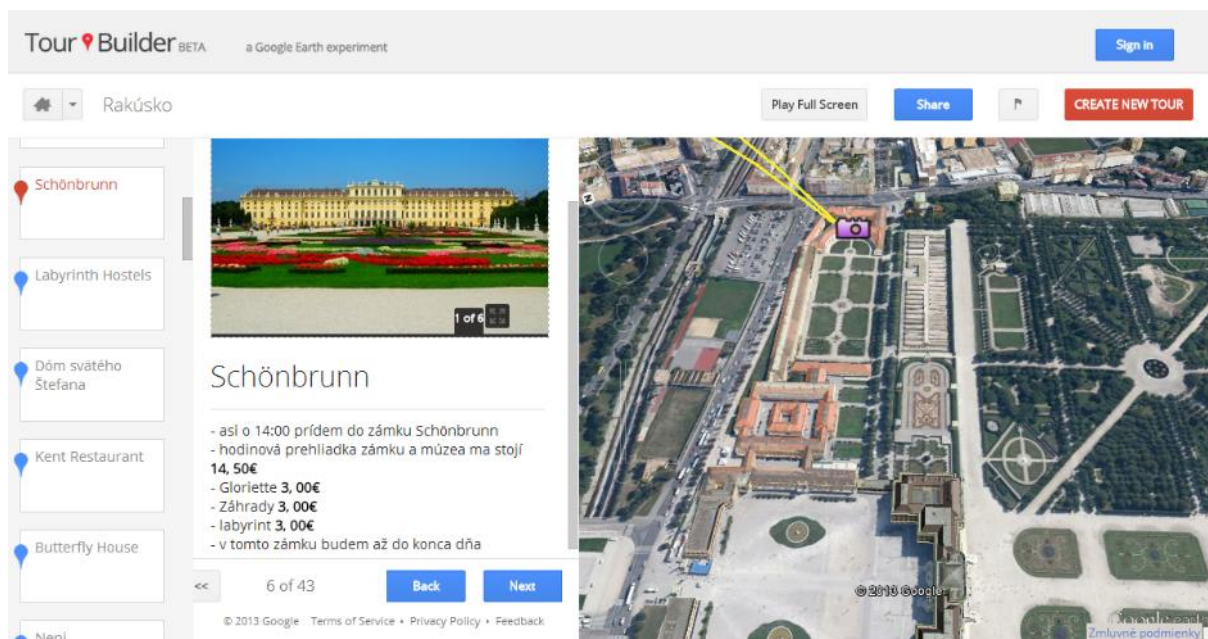 Tour Builder BETA a Google Earth experiment Sign in
Rakúsko Play Full Screen Share CREATE NEW TOUR
Schönbrunn
Labyrinth Hostels
Dóm svätého
Štefana
Kent Restaurant
Butterfly House
1 of 6
Schönbrunn
- asi o 14:00 prídem do zámku Schönbrunn
- hodinová prehliadka zámku a múzea ma stojí
14, 50€
- Gloriette 3, 00€
- Záhrady 3, 00€
- labyrint 3, 00€
- v tomto zámku budem až do konca dňa
<< 6 of 43 Back Next
© 2013 Google Terms of Service • Privacy Policy • Feedback
N
© 2013 Google
Google earth
Zmluvné podmienky